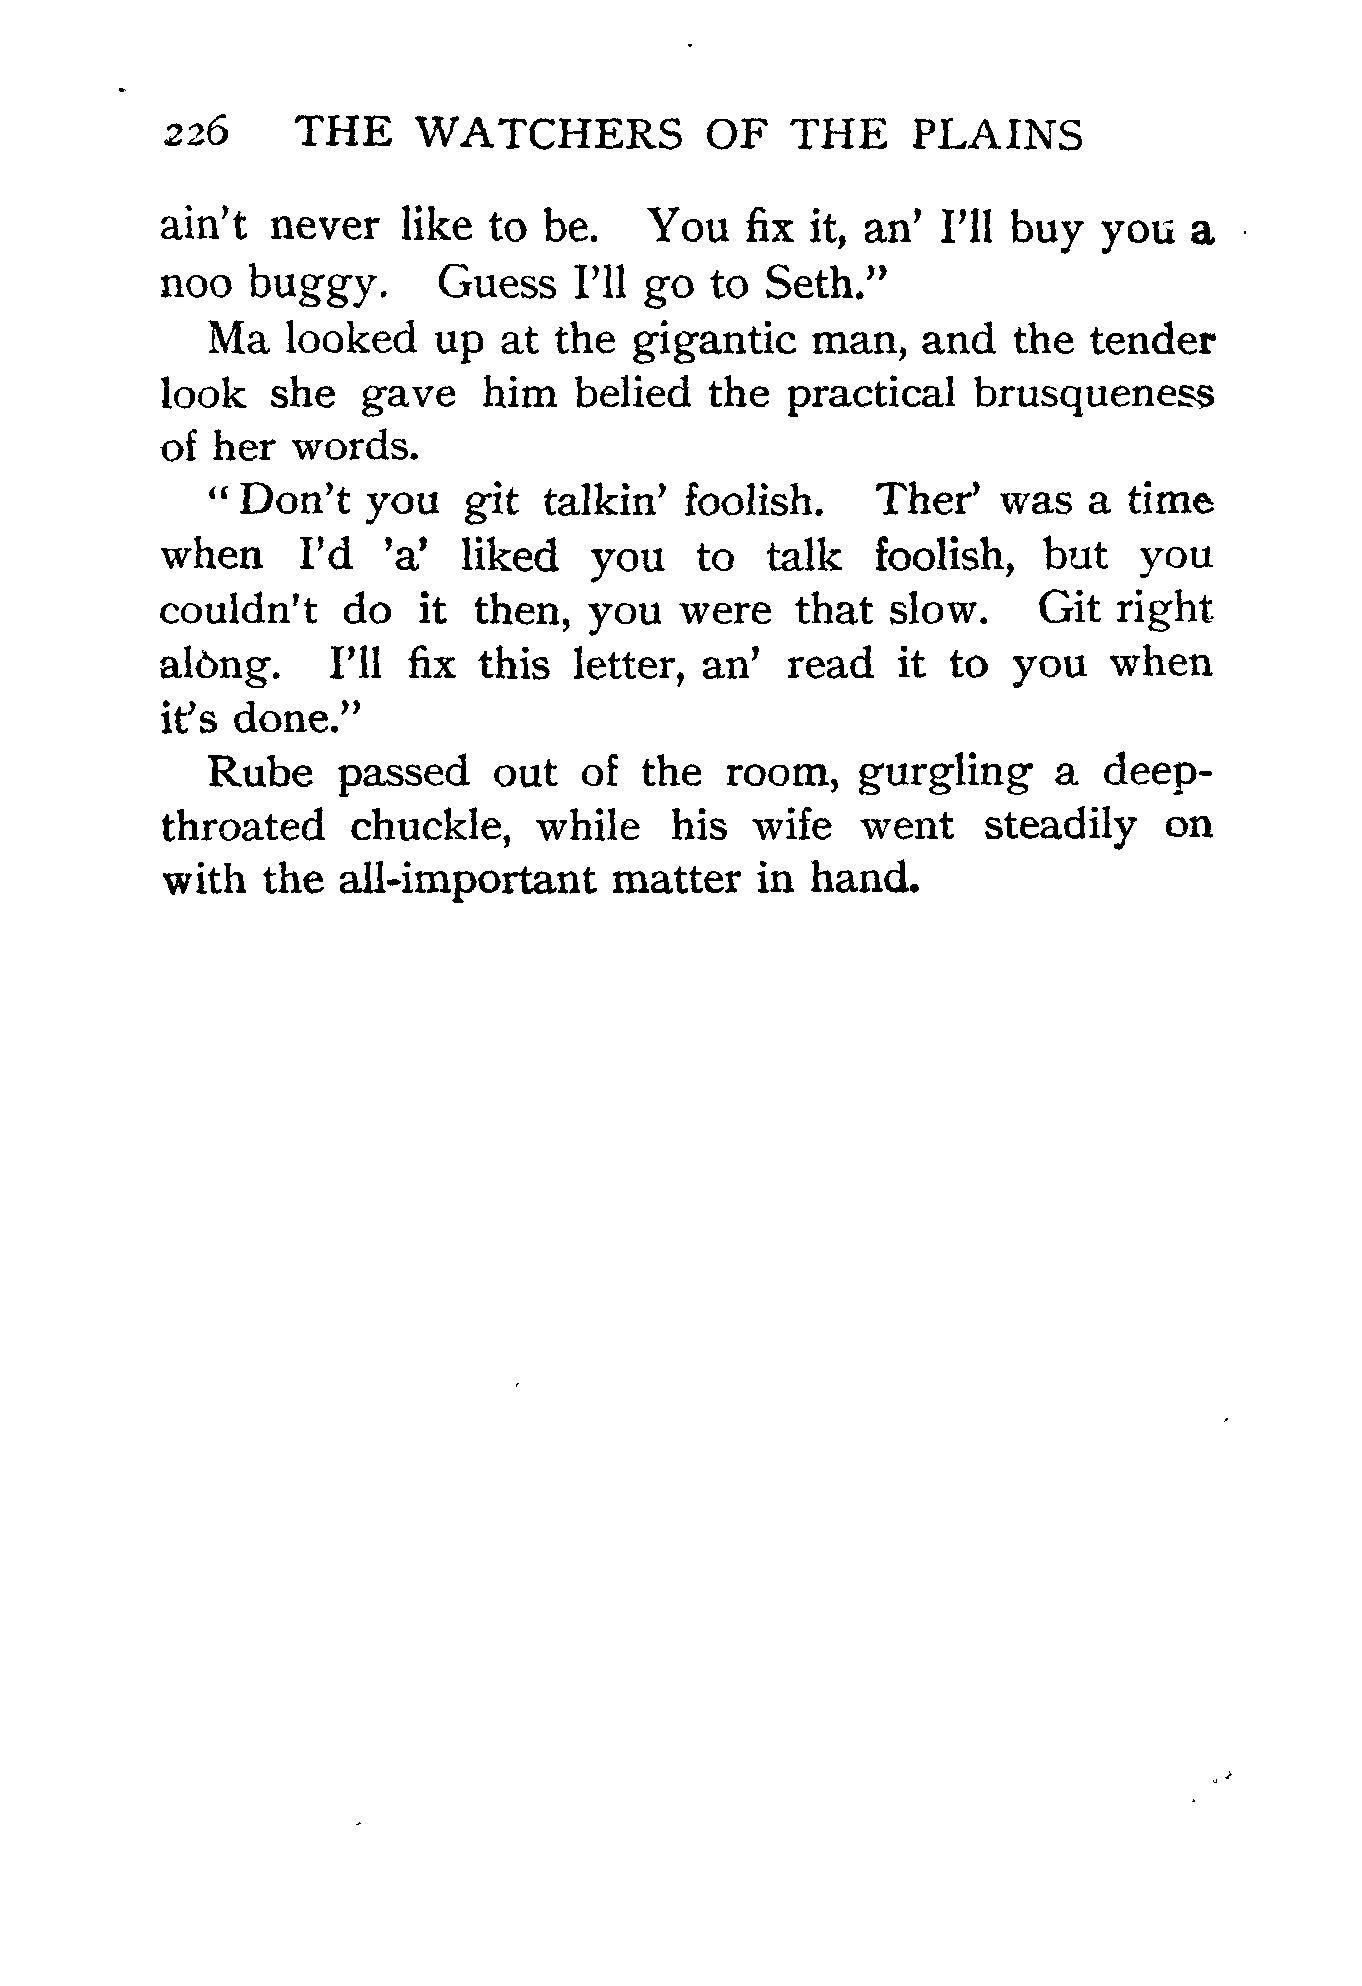 226 THE WATCHERS OF THE PLAINS
ain't never like to be. You fix it, an' I'll buy you a
noo buggy. Guess I'll go to Seth."
Ma looked up at the gigantic man, and the tender
look she gave him belied the practical brusqueness
of her words.
"Don't you git talkin' foolish. Ther' was a time
when I'd 'a' liked you to talk foolish, but you
couldn't do it then, you were that slow. Git right
along. I'll fix this letter, an' read it to you when
it's done."
Rube passed out of the room, gurgling a deep-
throated chuckle, while his wife went steadily on
with the all-important matter in hand.